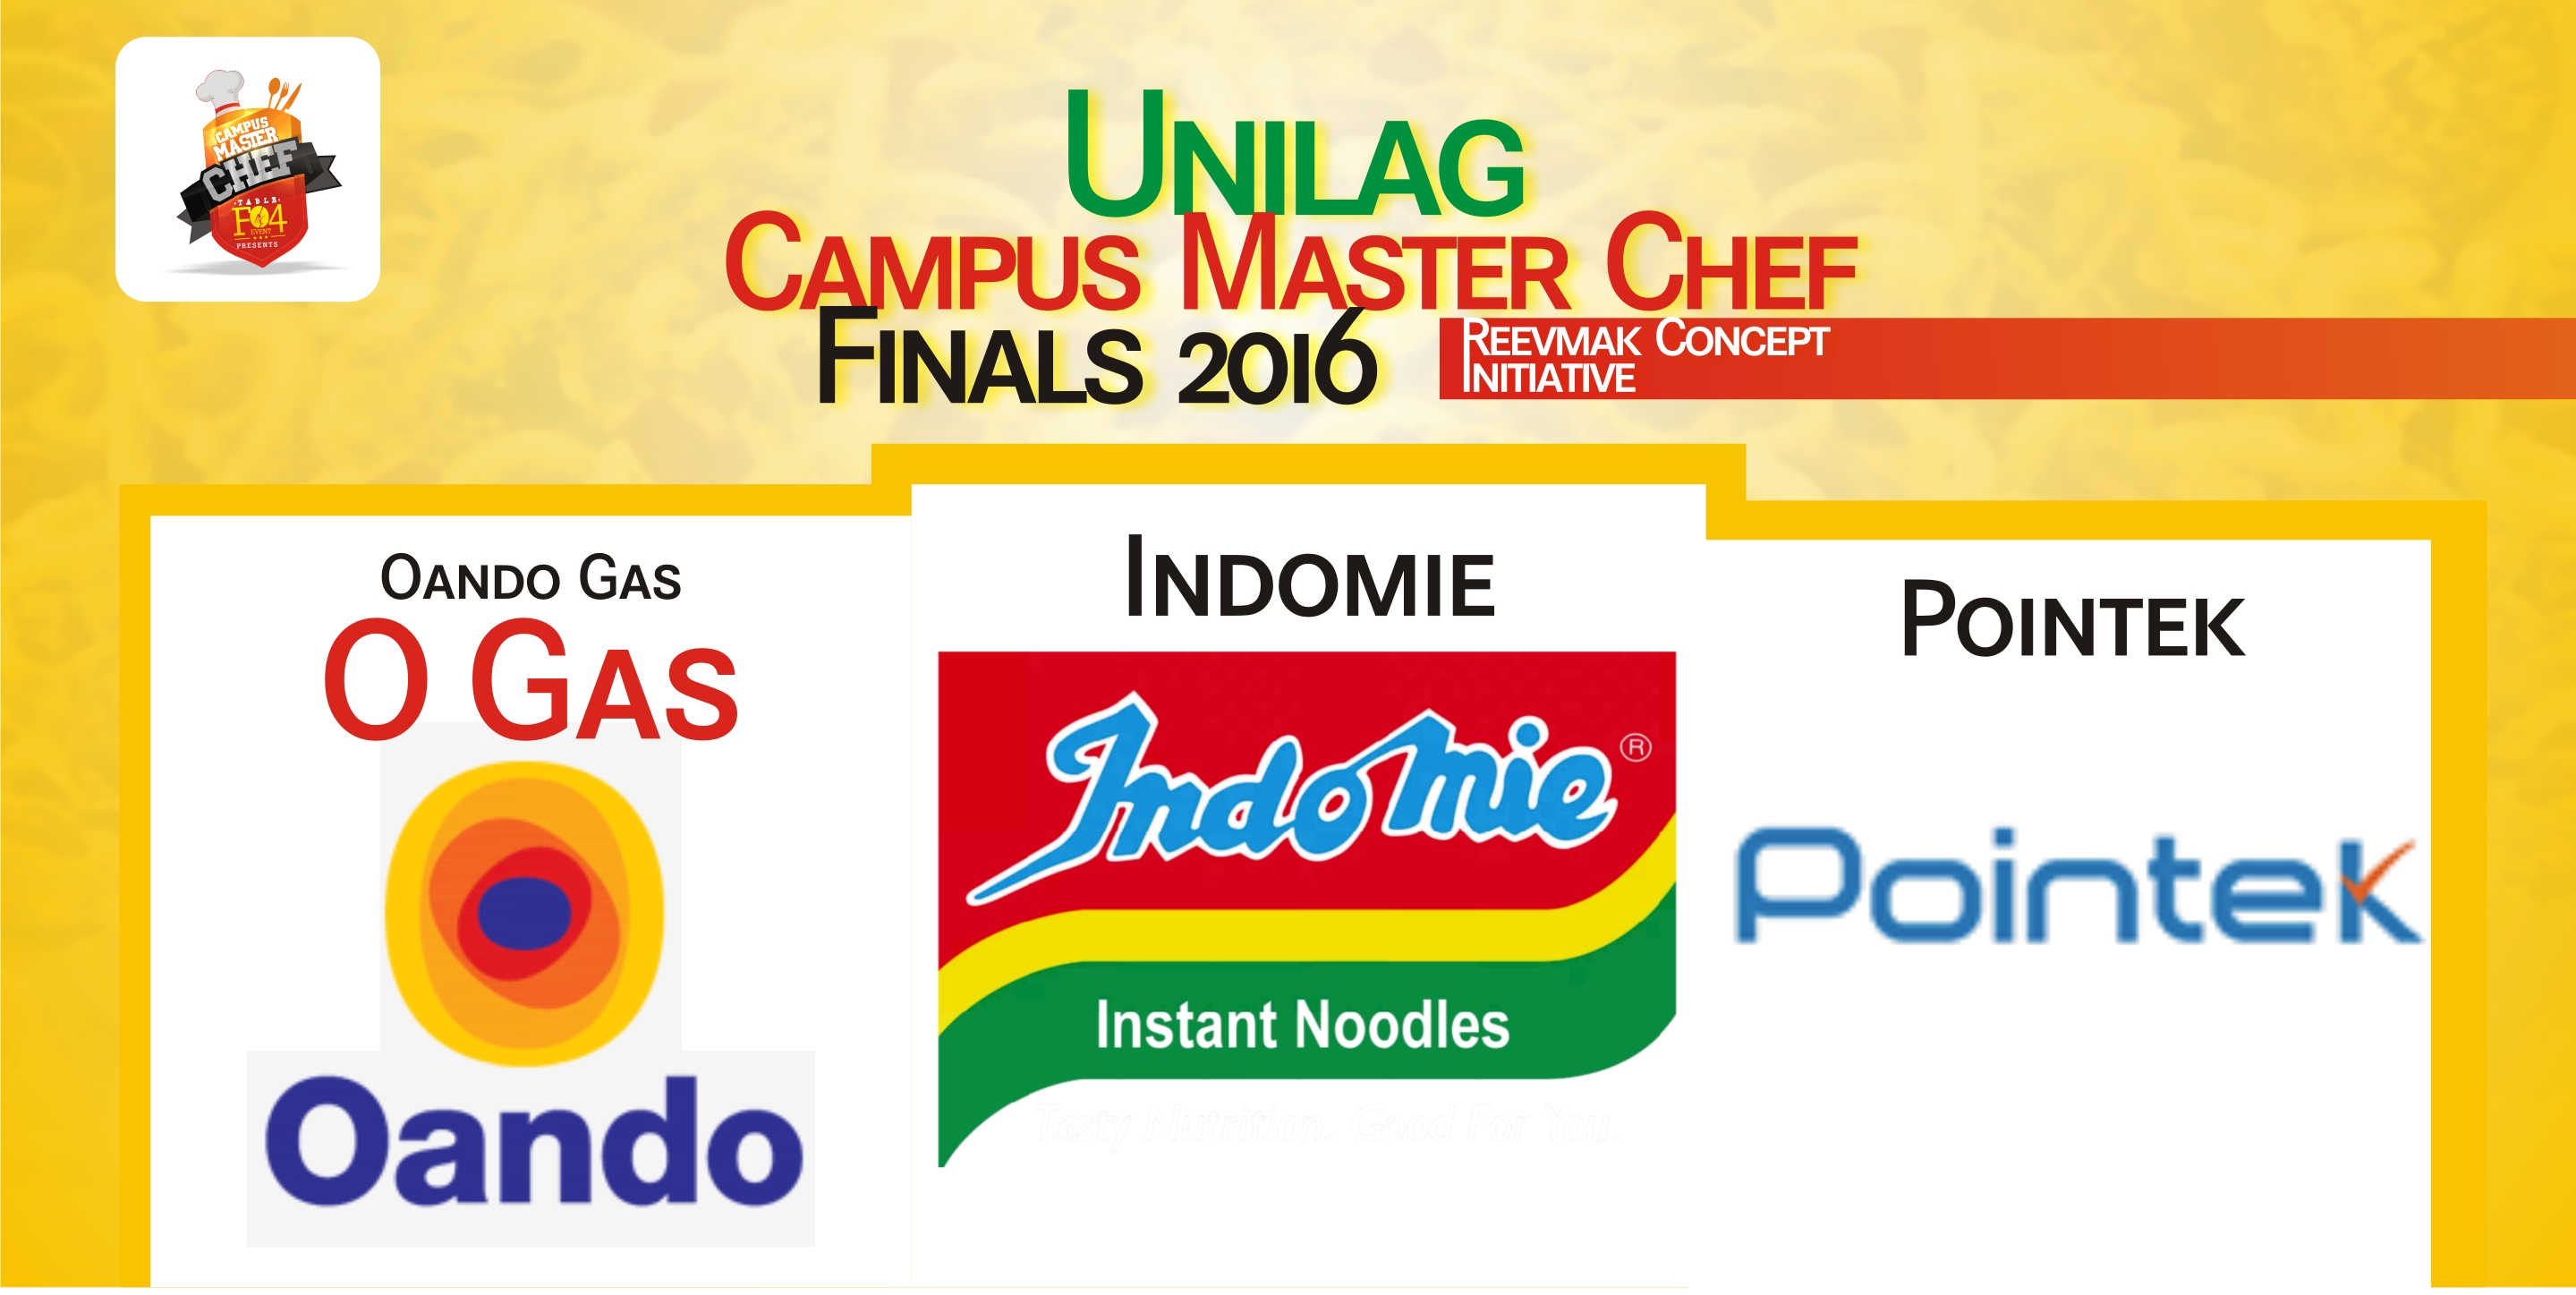 CAMPUS
MASTER
CHEF
TABLE
FO4
EVENT
PRESENTS
UNILAG
CAMPUS MASTER CHEF
FINALS 2016
REEVMAK CONCEPT
INITIATIVE
OANDO GAS
O GAS
Oando
INDOMIE
Indomie ®
Instant Noodles
Tasty Nutrition. Good For You.
POINTEK
Pointek